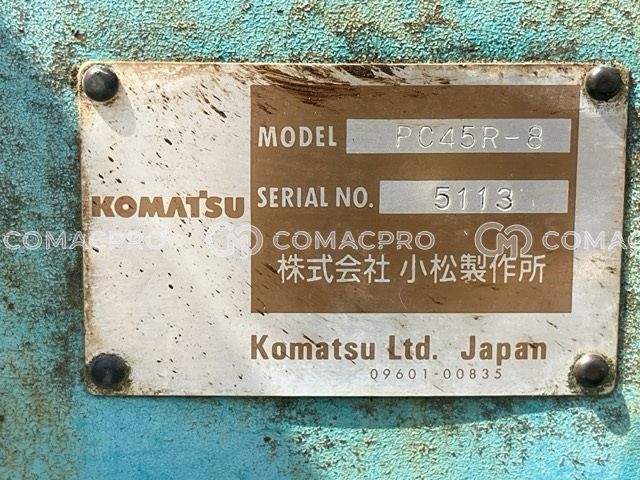 MODEL PC45R-8
KOMATSU
SERIAL NO. 5113
COMACPRO COMACPRO COMACPRO
株式会社 小松製作所
Komatsu Ltd. Japan
09601-00835